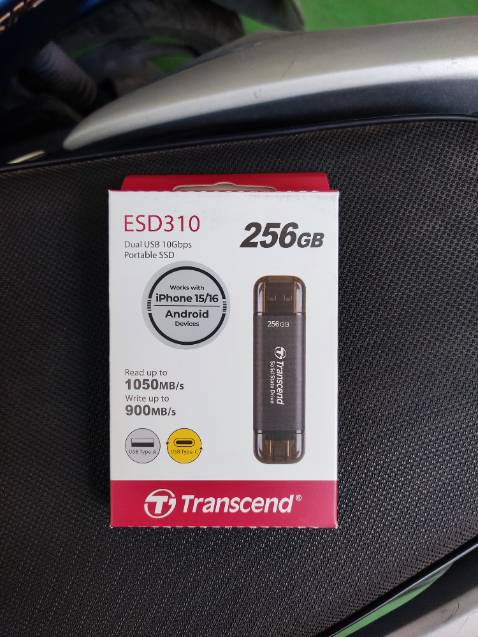 ESD310
Dual USB 10Gbps
Portable SSD
256GB
Works with
iPhone 15/16
Android
Devices
256GB
Transcend
Solid State Drive
Read up to
1050MB/s
Write up to
900MB/s
USB Type-A
USB Type-C
Transcend®